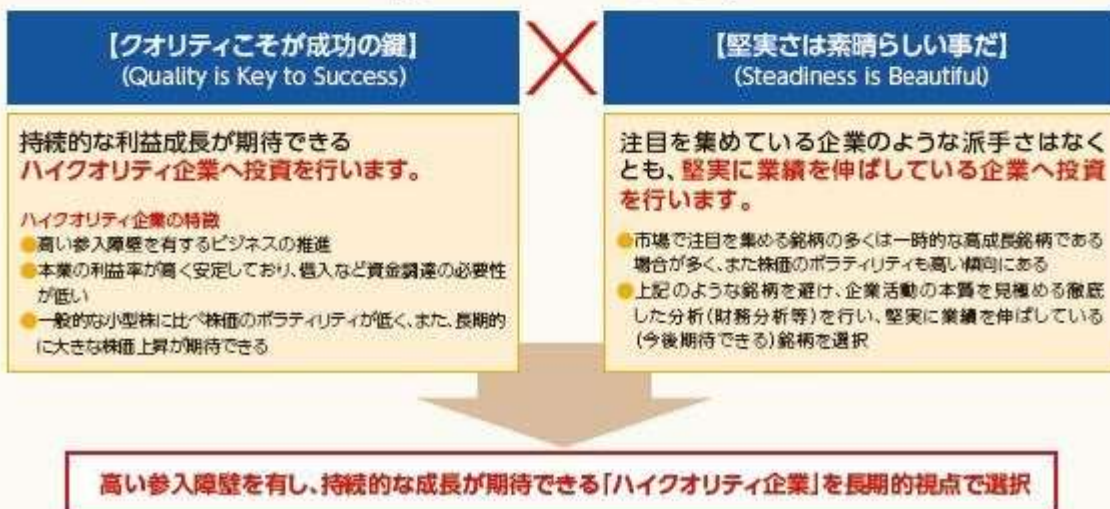 【クオリティこそが成功の鍵】
(Quality is Key to Success)
持続的な利益成長が期待できる
ハイクオリティ企業へ投資を行います。
ハイクオリティ企業の特徴
●高い参入障壁を有するビジネスの推進
●本業の利益率が高く安定しており、借入など資金調達の必要性
が低い
●一般的な小型株に比べ株価のボラティリティが低く、また、長期的
に大きな株価上昇が期待できる
【堅実さは素晴らしい事だ】
(Steadiness is Beautiful)
注目を集めている企業のような派手さはなく
とも、堅実に業績を伸ばしている企業へ投資
を行います。
●市場で注目を集める銘柄の多くは一時的な高成長銘柄である
場合が多く、また株価のボラティリティも高い傾向にある
●上記のような銘柄を避け、企業活動の本質を見極める徹底
した分析(財務分析等)を行い、堅実に業績を伸ばしている
(今後期待できる)銘柄を選択
高い参入障壁を有し、持続的な成長が期待できる「ハイクオリティ企業」を長期的視点で選択